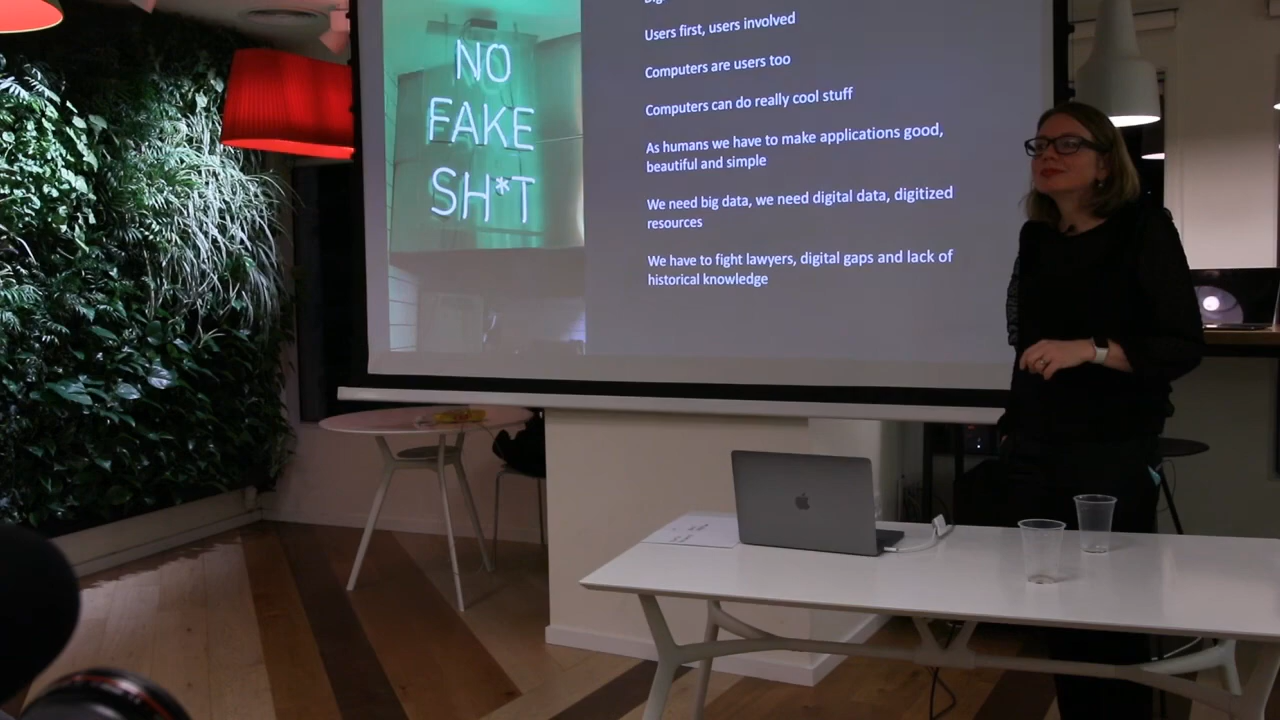 NO
FAKE
SH*T
Users first, users involved
Computers are users too
Computers can do really cool stuff
As humans we have to make applications good,
beautiful and simple
We need big data, we need digital data, digitized
resources
We have to fight lawyers, digital gaps and lack of
historical knowledge